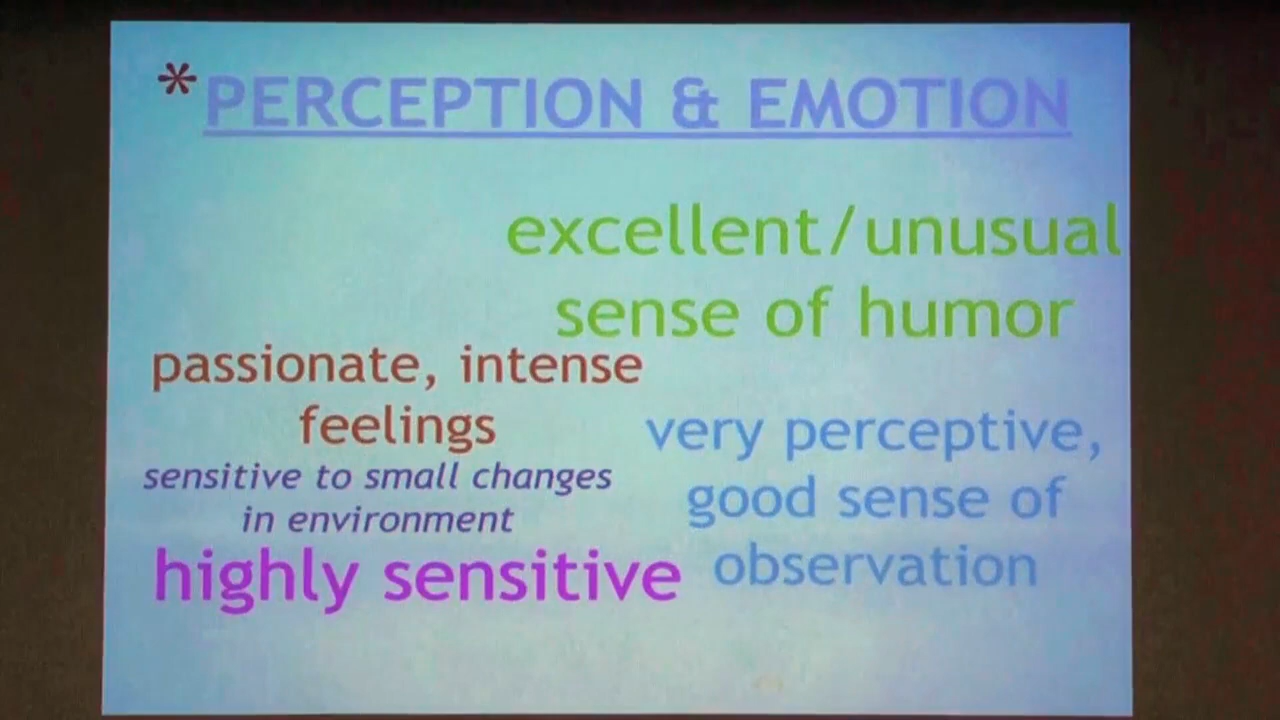 *PERCEPTION & EMOTION
excellent/unusual
sense of humor
passionate, intense
feelings
sensitive to small changes
in environment
highly sensitive
very perceptive,
good sense of
observation